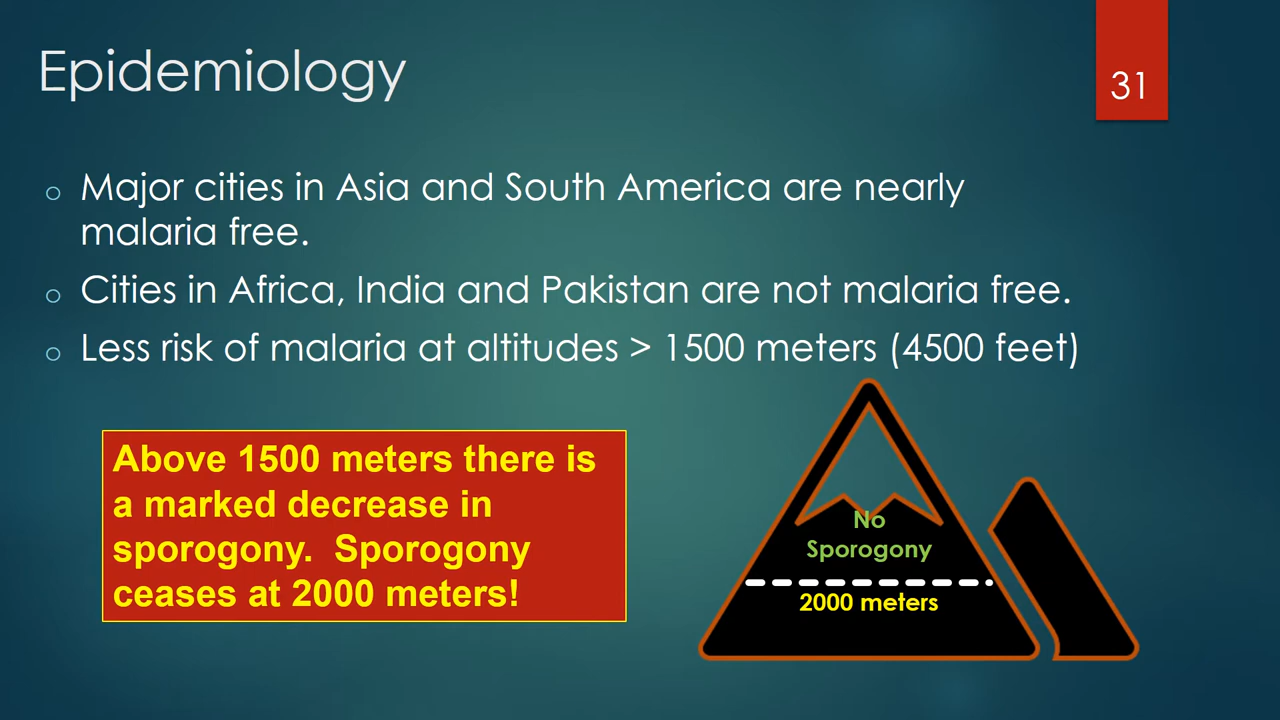 Epidemiology
31
o Major cities in Asia and South America are nearly
malaria free.
o Cities in Africa, India and Pakistan are not malaria free.
o Less risk of malaria at altitudes > 1500 meters (4500 feet)
Above 1500 meters there is
a marked decrease in
sporogony.  Sporogony
ceases at 2000 meters!
No
Sporogony
2000 meters